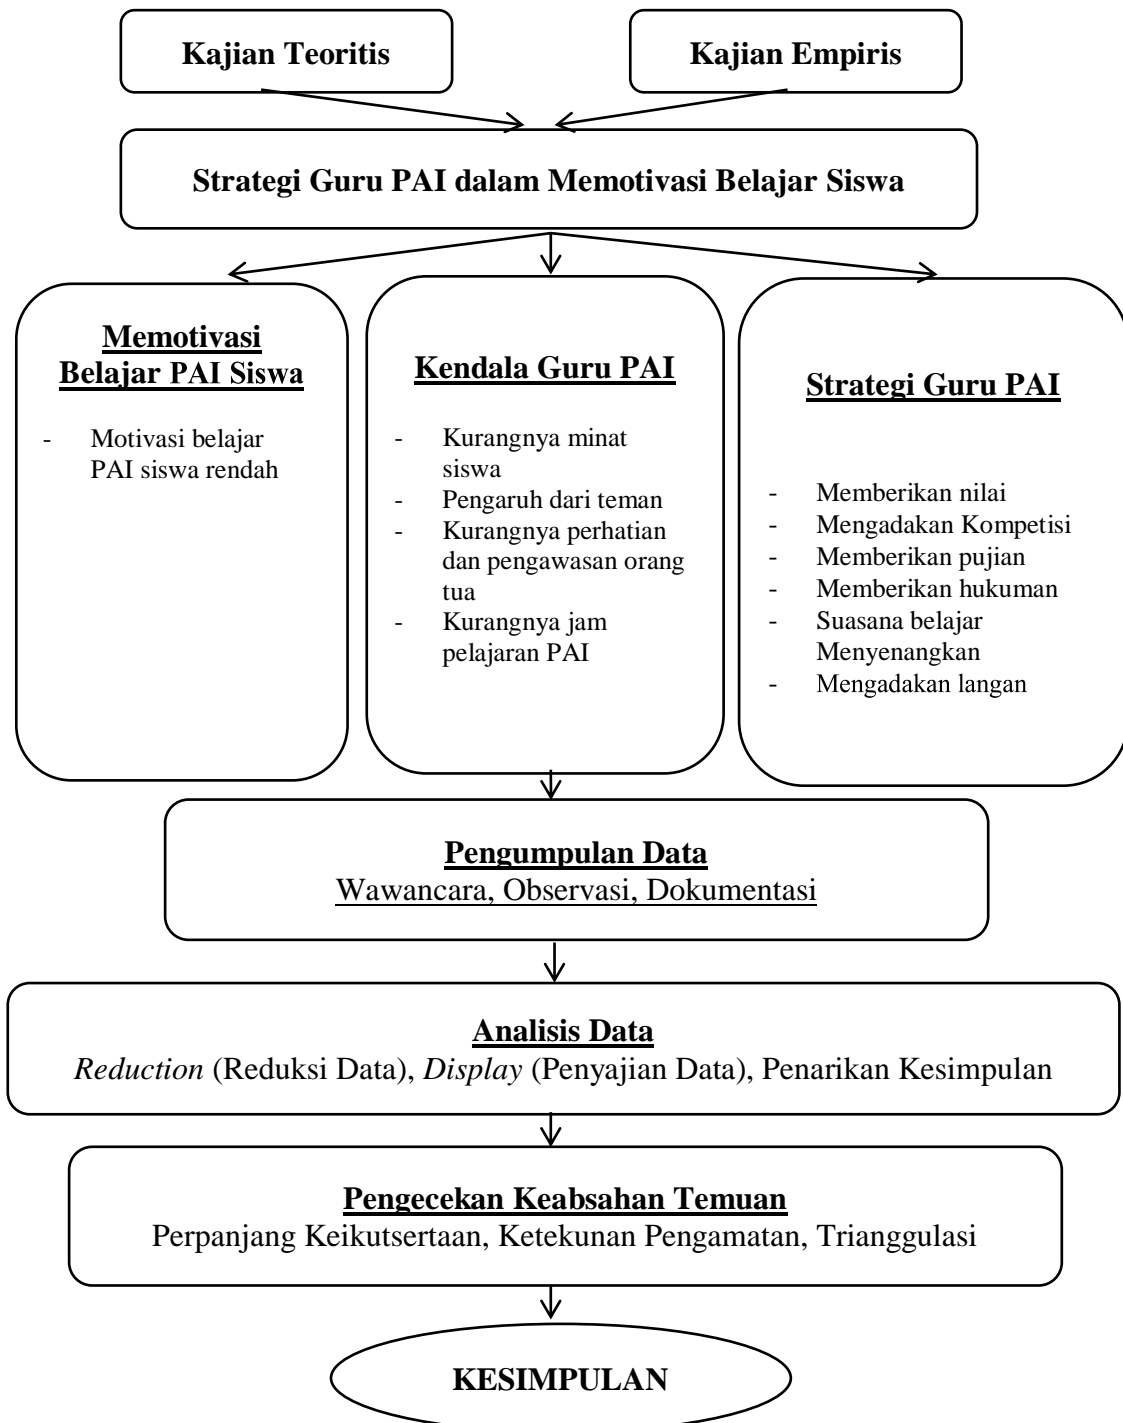 Kajian Teoritis
Kajian Empiris
Strategi Guru PAI dalam Memotivasi Belajar Siswa
Memotivasi
Belajar PAI Siswa
- Motivasi belajar
PAI siswa rendah
Kendala Guru PAI
- Kurangnya minat
siswa
- Pengaruh dari teman
- Kurangnya perhatian
dan pengawasan orang
tua
- Kurangnya jam
pelajaran PAI
Strategi Guru PAI
- Memberikan nilai
- Mengadakan Kompetisi
- Memberikan pujian
- Memberikan hukuman
- Suasana belajar
Menyenangkan
- Mengadakan langan
Pengumpulan Data
Wawancara, Observasi, Dokumentasi
Analisis Data
Reduction (Reduksi Data), Display (Penyajian Data), Penarikan Kesimpulan
Pengecekan Keabsahan Temuan
Perpanjang Keikutsertaan, Ketekunan Pengamatan, Trianggulasi
KESIMPULAN